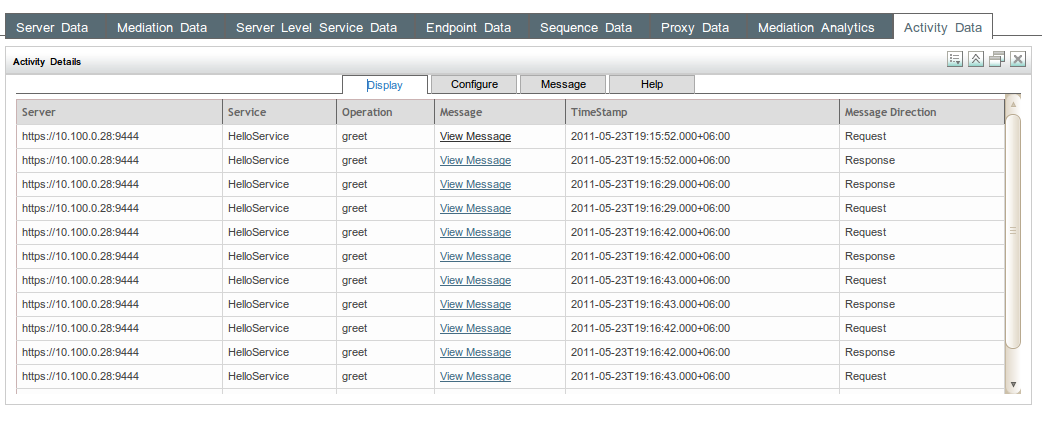 Server Data Mediation Data Server Level Service Data Endpoint Data Sequence Data Proxy Data Mediation Analytics Activity Data
Activity Details
Display Configure Message Help
Server Service Operation Message TimeStamp Message Direction
https://10.100.0.28:9444 HelloService greet View Message 2011-05-23T19:15:52.000+06:00 Request
https://10.100.0.28:9444 HelloService greet View Message 2011-05-23T19:15:52.000+06:00 Response
https://10.100.0.28:9444 HelloService greet View Message 2011-05-23T19:16:29.000+06:00 Response
https://10.100.0.28:9444 HelloService greet View Message 2011-05-23T19:16:29.000+06:00 Request
https://10.100.0.28:9444 HelloService greet View Message 2011-05-23T19:16:42.000+06:00 Request
https://10.100.0.28:9444 HelloService greet View Message 2011-05-23T19:16:42.000+06:00 Response
https://10.100.0.28:9444 HelloService greet View Message 2011-05-23T19:16:43.000+06:00 Request
https://10.100.0.28:9444 HelloService greet View Message 2011-05-23T19:16:43.000+06:00 Response
https://10.100.0.28:9444 HelloService greet View Message 2011-05-23T19:16:42.000+06:00 Request
https://10.100.0.28:9444 HelloService greet View Message 2011-05-23T19:16:42.000+06:00 Response
https://10.100.0.28:9444 HelloService greet View Message 2011-05-23T19:16:43.000+06:00 Request